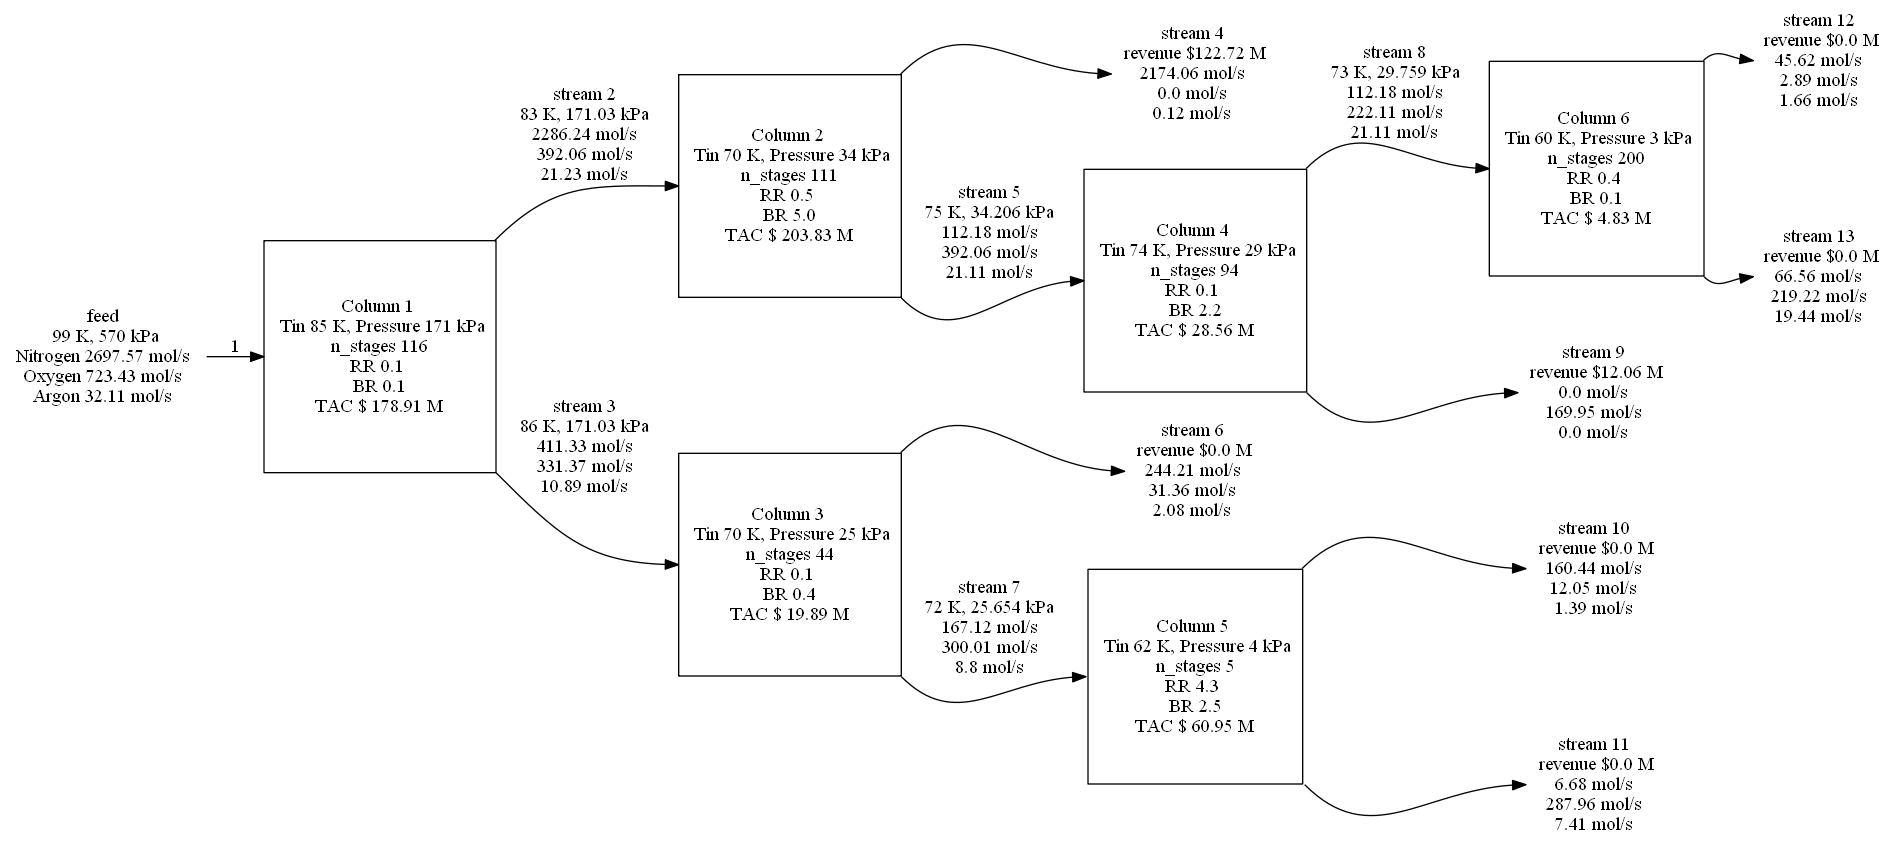 feed
99 K, 570 kPa
Nitrogen 2697.57 mol/s
Oxygen 723.43 mol/s
Argon 32.11 mol/s
1
Column 1
Tin 85 K, Pressure 171 kPa
n_stages 116
RR 0.1
BR 0.1
TAC $ 178.91 M
stream 2
83 K, 171.03 kPa
2286.24 mol/s
392.06 mol/s
21.23 mol/s
stream 3
86 K, 171.03 kPa
411.33 mol/s
331.37 mol/s
10.89 mol/s
Column 2
Tin 70 K, Pressure 34 kPa
n_stages 111
RR 0.5
BR 5.0
TAC $ 203.83 M
Column 3
Tin 70 K, Pressure 25 kPa
n_stages 44
RR 0.1
BR 0.4
TAC $ 19.89 M
stream 4
revenue $122.72 M
2174.06 mol/s
0.0 mol/s
0.12 mol/s
stream 5
75 K, 34.206 kPa
112.18 mol/s
392.06 mol/s
21.11 mol/s
stream 6
revenue $0.0 M
244.21 mol/s
31.36 mol/s
2.08 mol/s
stream 7
72 K, 25.654 kPa
167.12 mol/s
300.01 mol/s
8.8 mol/s
Column 4
Tin 74 K, Pressure 29 kPa
n_stages 94
RR 0.1
BR 2.2
TAC $ 28.56 M
Column 5
Tin 62 K, Pressure 4 kPa
n_stages 5
RR 4.3
BR 2.5
TAC $ 60.95 M
stream 8
73 K, 29.759 kPa
112.18 mol/s
222.11 mol/s
21.11 mol/s
stream 9
revenue $12.06 M
0.0 mol/s
169.95 mol/s
0.0 mol/s
stream 10
revenue $0.0 M
160.44 mol/s
12.05 mol/s
1.39 mol/s
stream 11
revenue $0.0 M
6.68 mol/s
287.96 mol/s
7.41 mol/s
Column 6
Tin 60 K, Pressure 3 kPa
n_stages 200
RR 0.4
BR 0.1
TAC $ 4.83 M
stream 12
revenue $0.0 M
45.62 mol/s
2.89 mol/s
1.66 mol/s
stream 13
revenue $0.0 M
66.56 mol/s
219.22 mol/s
19.44 mol/s